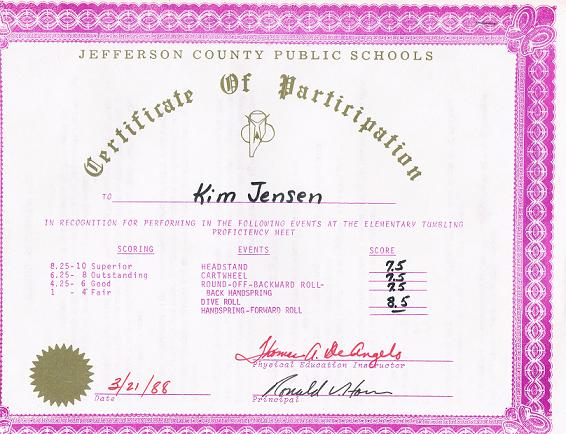 JEFFERSON COUNTY PUBLIC SCHOOLS
Certificate Of Participation
TO Kim Jensen
IN RECOGNITION FOR PERFORMING IN THE FOLLOWING EVENTS AT THE ELEMENTARY TUMBLING
PROFICIENCY MEET
SCORING EVENTS SCORE
8.25- 10 Superior HEADSTAND 7.5
6.25- 8 Outstanding CARTWHEEL 7.5
4.25- 6 Good ROUND-OFF-BACKWARD ROLL- 7.5
1 - 4 Fair BACK HANDSPRING
DIVE ROLL 8.5
HANDSPRING-FORWARD ROLL —
Thomas A. DeAngelo
Physical Education Instructor
3/21/88 Ronald
Date Principal